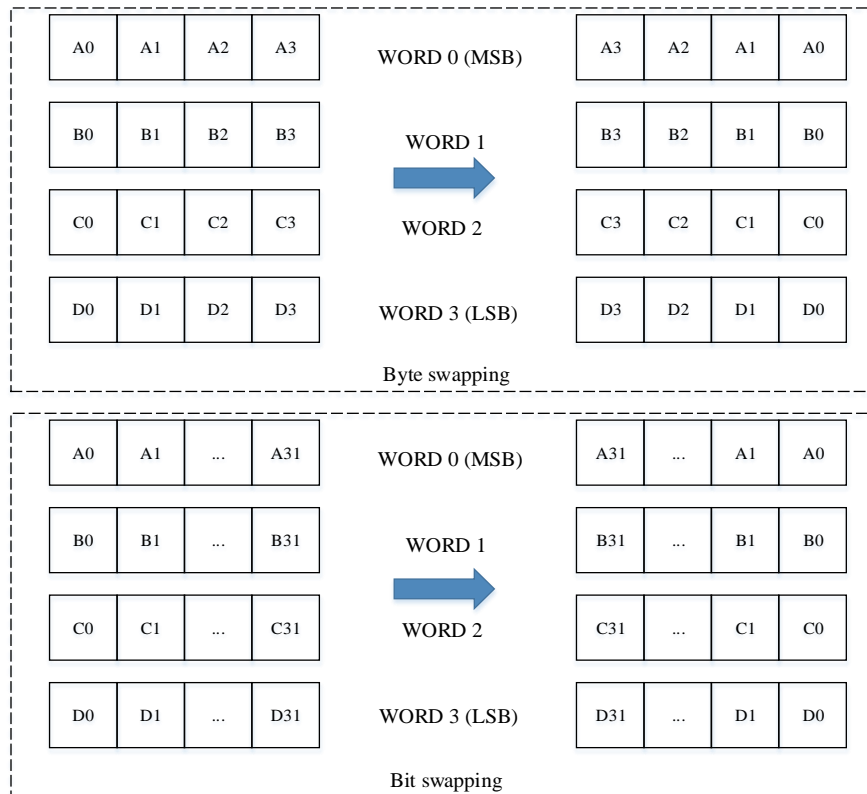 A0 A1 A2 A3 WORD 0 (MSB) A3 A2 A1 A0
B0 B1 B2 B3 WORD 1 B3 B2 B1 B0
C0 C1 C2 C3 WORD 2 C3 C2 C1 C0
D0 D1 D2 D3 WORD 3 (LSB) D3 D2 D1 D0
Byte swapping
A0 A1 ... A31 WORD 0 (MSB) A31 ... A1 A0
B0 B1 ... B31 WORD 1 B31 ... B1 B0
C0 C1 ... C31 WORD 2 C31 ... C1 C0
D0 D1 ... D31 WORD 3 (LSB) D31 ... D1 D0
Bit swapping